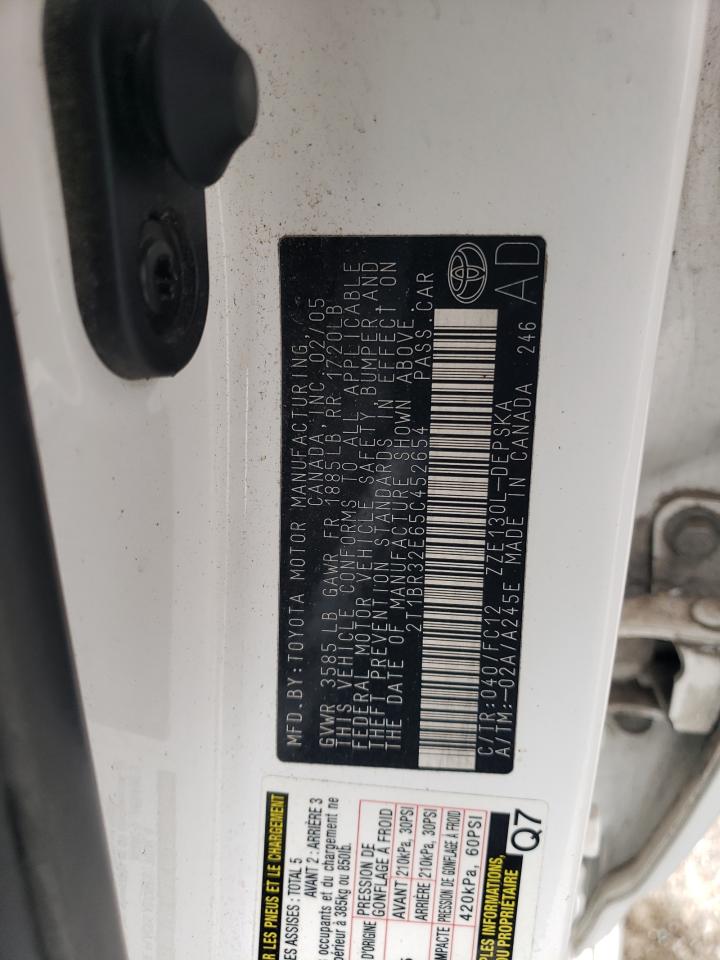 MFD.BY:TOYOTA MOTOR MANUFACTURING,
CANADA,INC 02/05
GVWR 3585 LB GAWR FR 1885LB,RR 1720LB
THIS VEHICLE CONFORMS TO ALL APPLICABLE
FEDERAL MOTOR VEHICLE SAFETY, BUMPER,AND
THEFT PREVENTION STANDARDS IN EFFECT ON
THE DATE OF MANUFACTURE SHOWN ABOVE.
2T1BR32E65C452654 PASS.CAR
C/TR:040/FC12 ZZE130L-DEPSKA
A/TM:-02A/A245E MADE IN CANADA 246
AD
LES PNEUS ET LE CHARGEMENT
ASSISES: TOTAL 5
AVANT 2 : ARRIÈRE 3
occupants et du chargement ne
385kg ou 850lb.
D'ORIGINE PRESSION DE GONFLAGE À FROID
AVANT 210kPa, 30PSI
ARRIÈRE 210kPa, 30PSI
PRESSION DE GONFLAGE À FROID
420kPa, 60PSI
INFORMATIONS,
DU PROPRIÉTAIRE
Q7